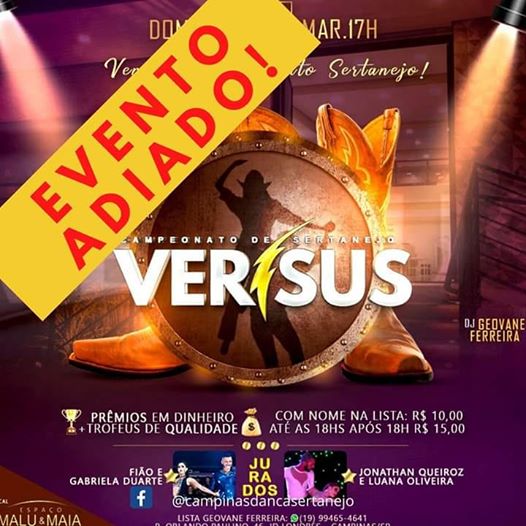 MAR.17H
Sertanejo!
EVENTO
ADIADO!
CAMPEONATO DE SERTANEJO
VERSUS
DJ GEOVANE
FERREIRA
PRÊMIOS EM DINHEIRO
+TROFEUS DE QUALIDADE
COM NOME NA LISTA: R$ 10,00
ATÉ AS 18HS APÓS 18H R$ 15,00
FIÃO E
GABRIELA DUARTE
JU
RA
DOS
JONATHAN QUEIROZ
E LUANA OLIVEIRA
@campinasdancasertanejo
ESPAÇO
MALU&MAIA
LISTA GEOVANE FERREIRA: (19) 99465-4641